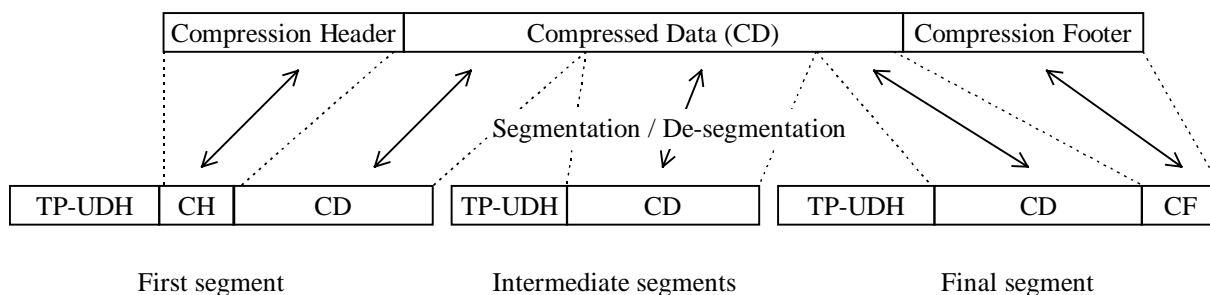 Compression Header Compressed Data (CD) Compression Footer
Segmentation / De-segmentation
TP-UDH CH CD TP-UDH CD TP-UDH CD CF
First segment Intermediate segments Final segment